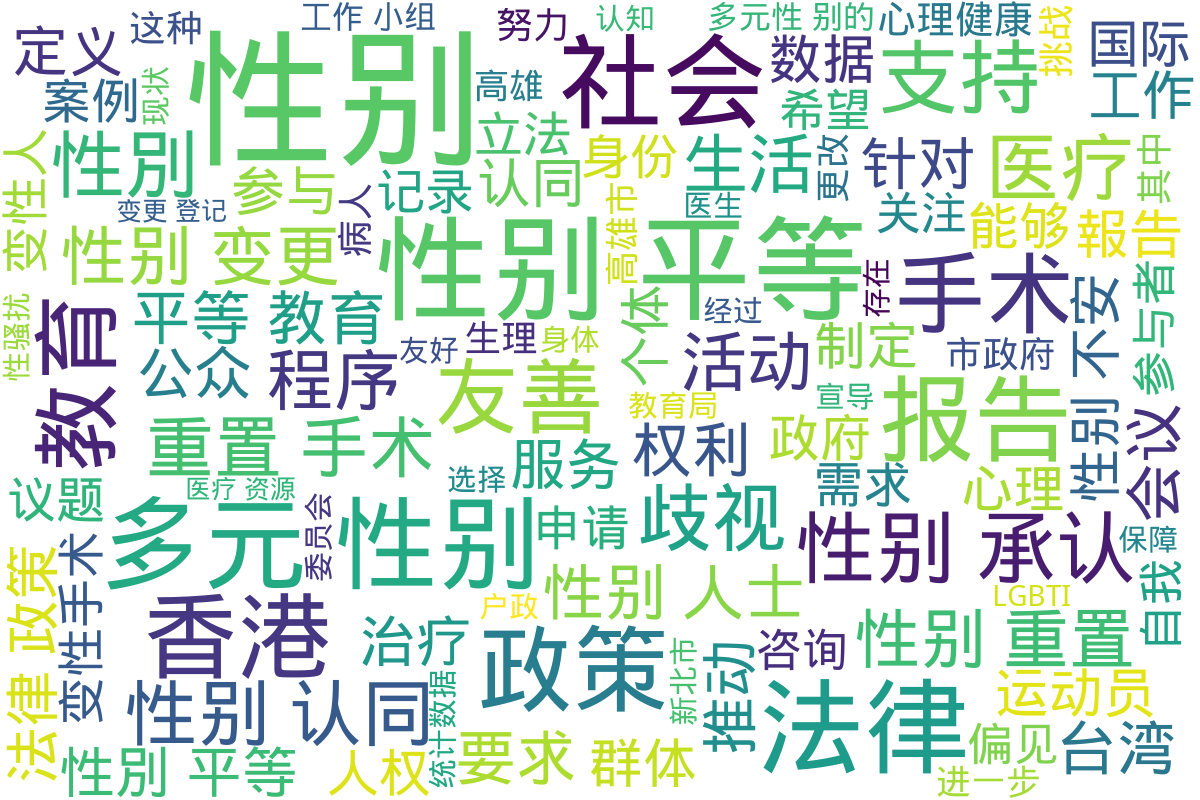 这种
工作 小组
努力
认知
多元性 别的
心理健康
挑战
国际
定义
性别
社会
数据
支持
工作
案例
现状
高雄
希望
变性人
性別
立法
身份
生活
更改
针对
医疗
其中
参与
病人
记录
认同
高雄市
医生
关注
能够
報告
变更 登记
性别 变更
性别 平等
手术
不安
参与者
性骚扰
教育
平等 教育
生理
身体
个体
经过
存在
友好
活动
制定
市政府
公众
程序
友善
教育局
宣导
报告
性别
会议
重置 手术
服务
权利
政府
需求
心理
议题
医疗 资源
选择
多元 性别
委员会
申请
歧视
性别 承认
保障
政策
变性手术
香港
户政
性别 人士
LGBTI
自我
治疗
政策
咨询
性别 重置
法律
性别 认同
统计数据
新北市
推动
法律
运动员
性別 平等
人权
要求
群体
偏见
台湾
进一步